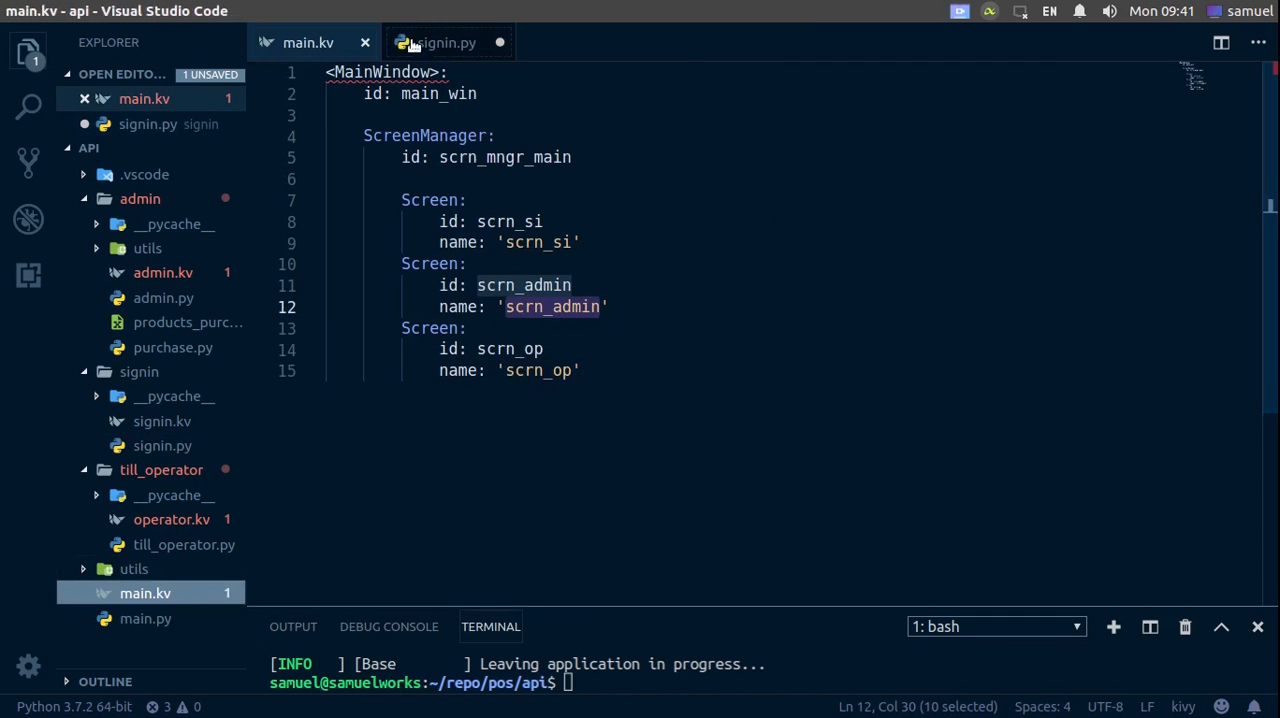 main.kv - api - Visual Studio Code
EN
Mon 09:41
samuel
EXPLORER
main.kv
signin.py
OPEN EDITO... 1 UNSAVED
main.kv 1
signin.py signin
API
.vscode
admin
__pycache__
utils
admin.kv 1
admin.py
products_purc...
purchase.py
signin
__pycache__
signin.kv
signin.py
till_operator
__pycache__
operator.kv 1
till_operator.py
utils
main.kv 1
main.py
OUTLINE
1 <MainWindow>:
2 id: main_win
3
4 ScreenManager:
5 id: scrn_mngr_main
6
7 Screen:
8 id: scrn_si
9 name: 'scrn_si'
10 Screen:
11 id: scrn_admin
12 name: 'scrn_admin'
13 Screen:
14 id: scrn_op
15 name: 'scrn_op'
OUTPUT DEBUG CONSOLE TERMINAL 1: bash
[INFO ] [Base ] Leaving application in progress...
samuel@samuelworks:~/repo/pos/api$
Python 3.7.2 64-bit 3 0 Ln 12, Col 30 (10 selected) Spaces: 4 UTF-8 LF kivy